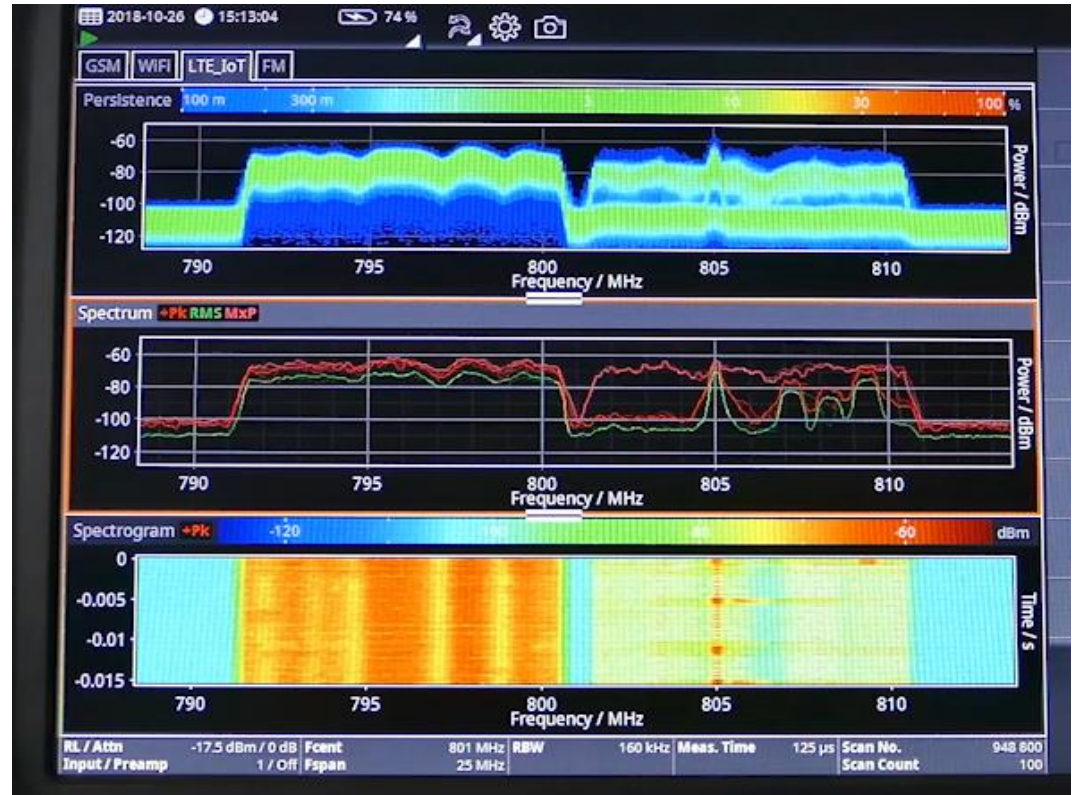 2018-10-26 15:13:04 74 %
GSM WiFi LTE_IoT FM
Persistence 100 m 300 m 3 10 30 100 %
-60
-80
-100
-120
Power / dBm
790 795 800 805 810
Frequency / MHz
Spectrum +Pk RMS MxP
-60
-80
-100
-120
Power / dBm
790 795 800 805 810
Frequency / MHz
Spectrogram +Pk -120 -100 -80 -60 dBm
0
-0.005
-0.01
-0.015
Time / s
790 795 800 805 810
Frequency / MHz
RL / Attn -17.5 dBm / 0 dB Fcent 801 MHz RBW 160 kHz Meas. Time 125 µs Scan No. 948 800
Input / Preamp 1 / Off Fspan 25 MHz Scan Count 100